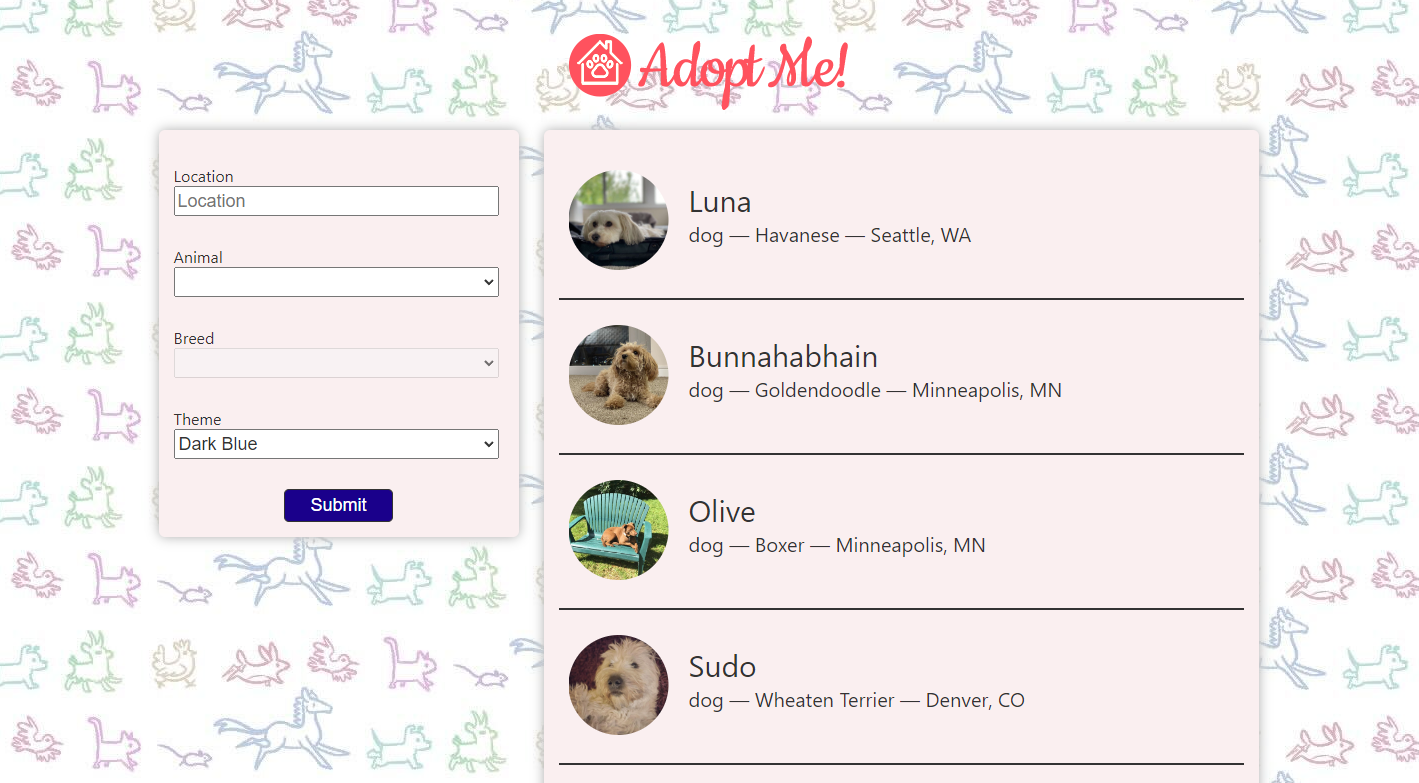 Adopt Me!
Location
Location
Animal
Breed
Theme
Dark Blue
Submit
Luna
dog — Havanese — Seattle, WA
Bunnahabhain
dog — Goldendoodle — Minneapolis, MN
Olive
dog — Boxer — Minneapolis, MN
Sudo
dog — Wheaten Terrier — Denver, CO